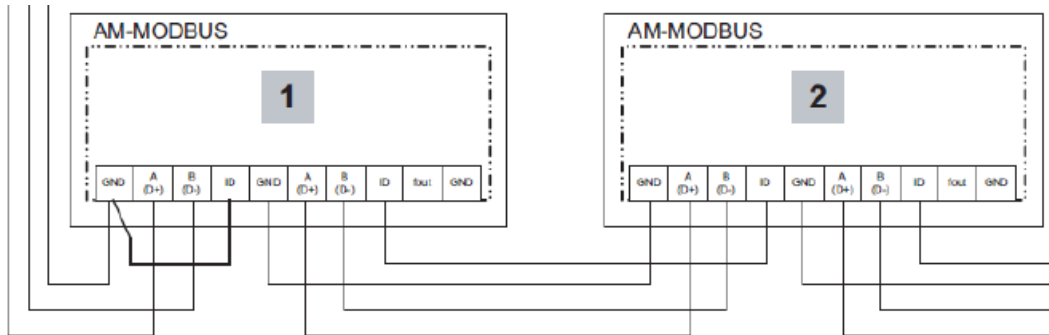 AM-MODBUS
1
GND A (D+) B (D-) ID GND A (D+) B (D-) ID fout GND
AM-MODBUS
2
GND A (D+) B (D-) ID GND A (D+) B (D-) ID fout GND